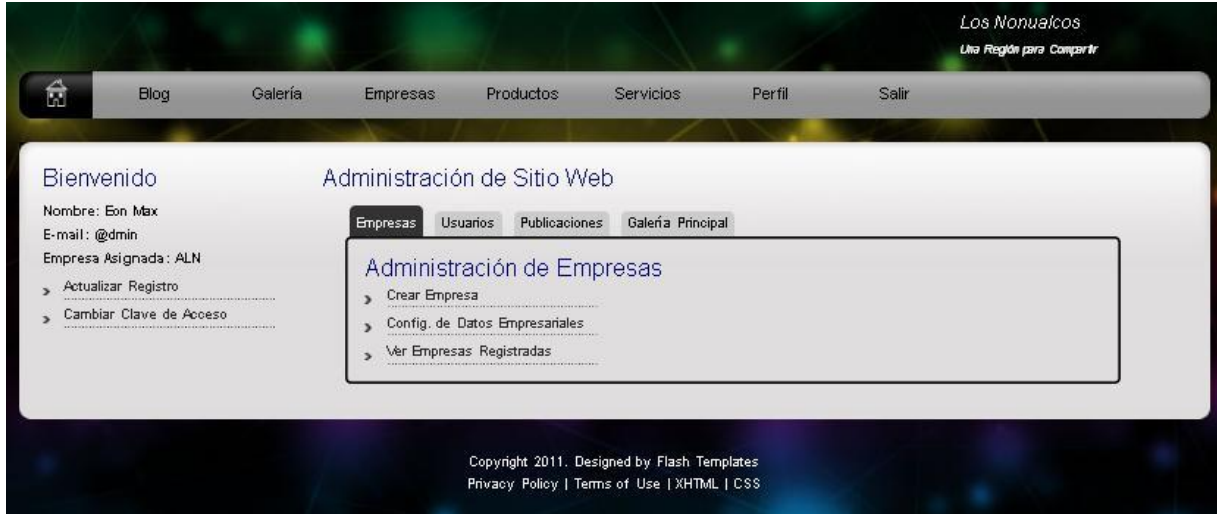 Los Nonualcos
Una Región para Compartir
Blog Galería Empresas Productos Servicios Perfil Salir
Bienvenido
Nombre: Eon Max
E-mail: @dmin
Empresa Asignada: ALN
Actualizar Registro
Cambiar Clave de Acceso
Administración de Sitio Web
Empresas Usuarios Publicaciones Galería Principal
Administración de Empresas
Crear Empresa
Config. de Datos Empresariales
Ver Empresas Registradas
Copyright 2011. Designed by Flash Templates
Privacy Policy | Terms of Use | XHTML | CSS